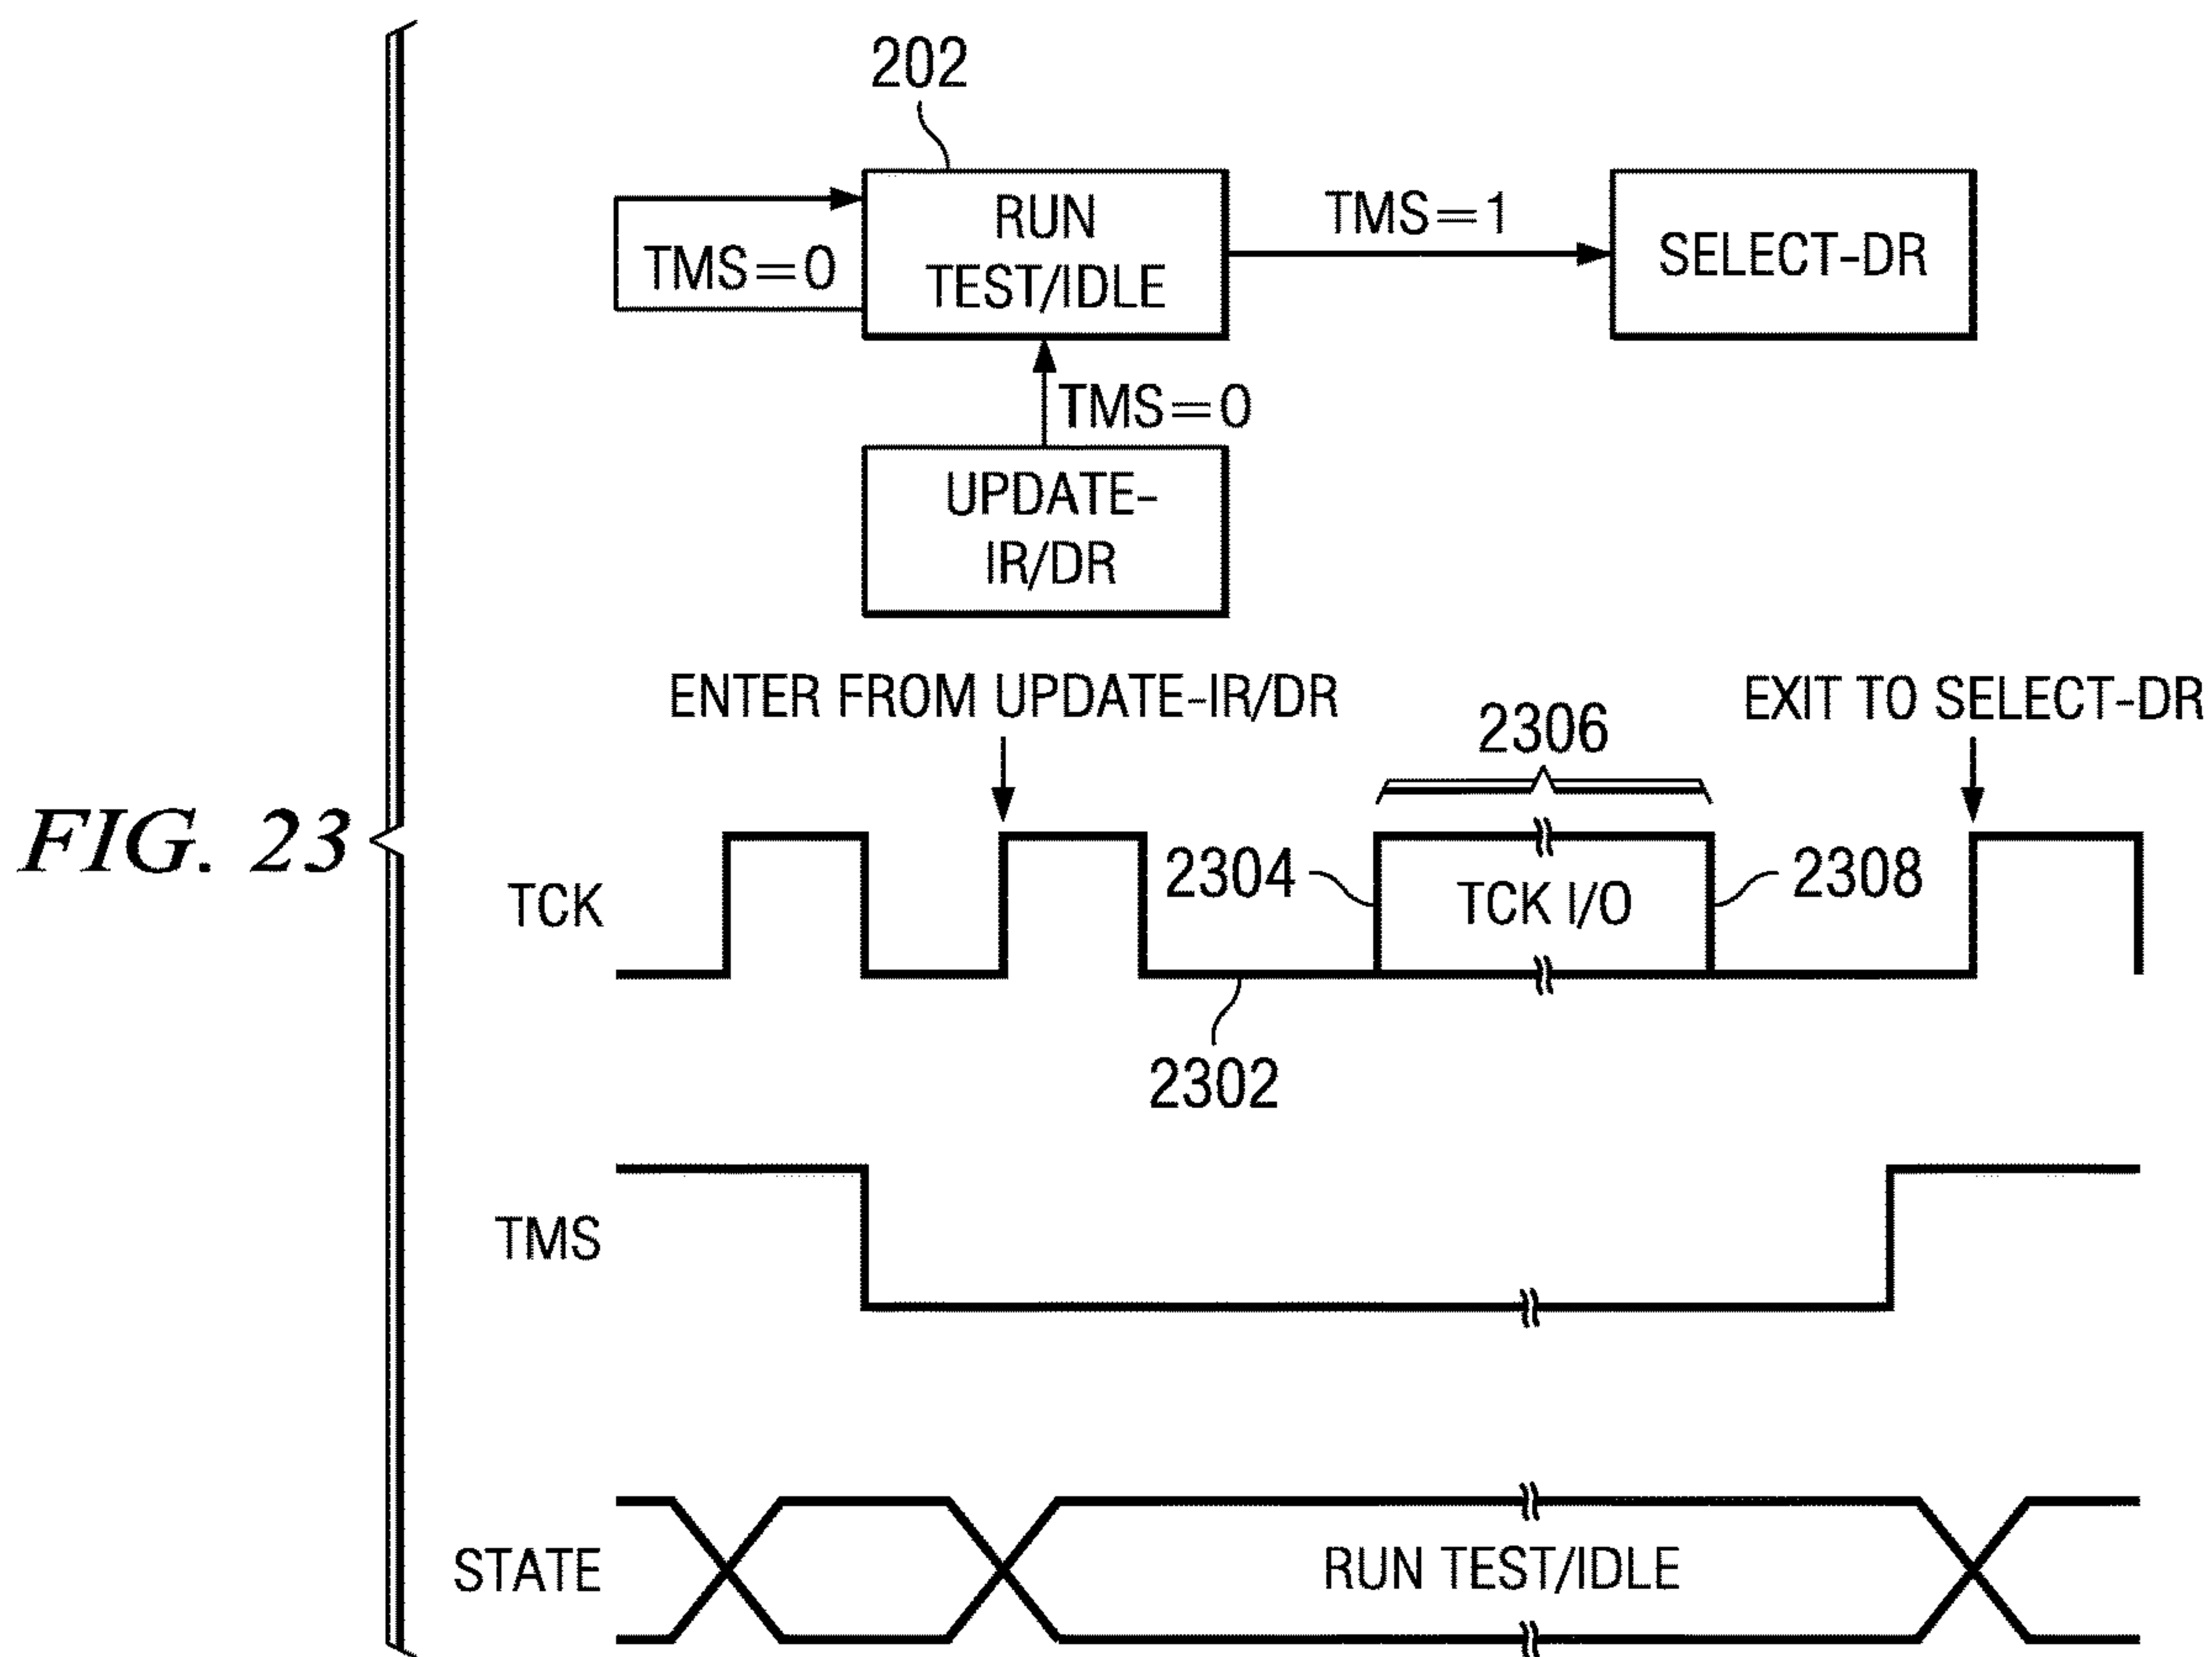 202
RUN
TEST/IDLE
TMS=0
TMS=1
SELECT-DR
TMS=0
UPDATE-
IR/DR
ENTER FROM UPDATE-IR/DR
EXIT TO SELECT-DR
2306
FIG. 23
TCK
2304
TCK I/O
2308
2302
TMS
STATE
RUN TEST/IDLE